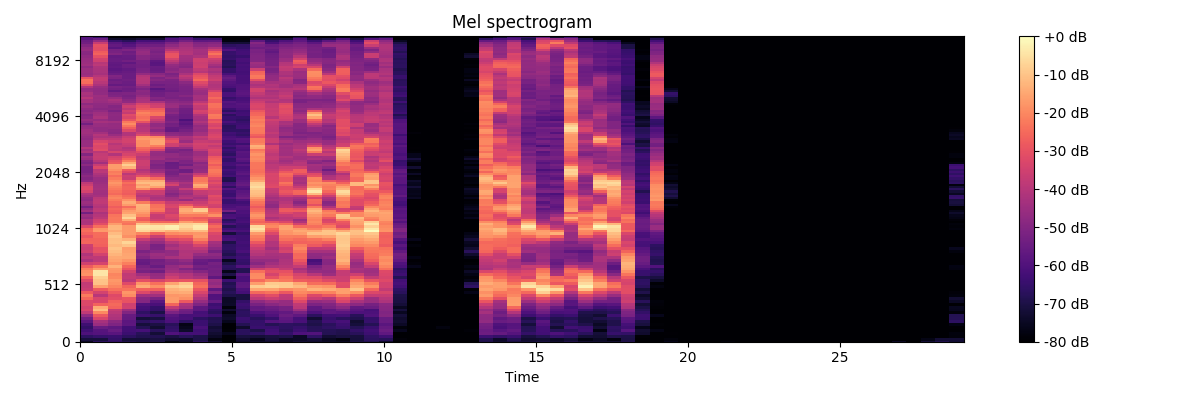 Mel spectrogram
+0 dB
8192
-10 dB
4096
-20 dB
-30 dB
2048
Hz
-40 dB
1024
-50 dB
512
-60 dB
-70 dB
0
-80 dB
0 5 10 15 20 25
Time